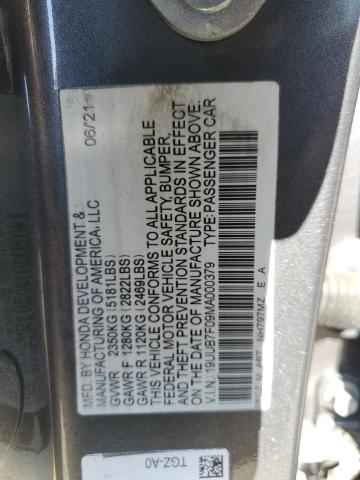 MFD. BY HONDA DEVELOPMENT & 06/21
MANUFACTURING OF AMERICA, LLC
GVWR 2350KG (5181LBS)
GAWR F 1280KG (2822LBS)
GAWR R 1120KG (2469LBS)
THIS VEHICLE CONFORMS TO ALL APPLICABLE
FEDERAL MOTOR VEHICLE SAFETY, BUMPER,
AND THEFT PREVENTION STANDARDS IN EFFECT
ON THE DATE OF MANUFACTURE SHOWN ABOVE.
V.I.N.:19UUB7F09MA000379 TYPE:PASSENGER CAR
NH797MZ E A
TGZ-A0